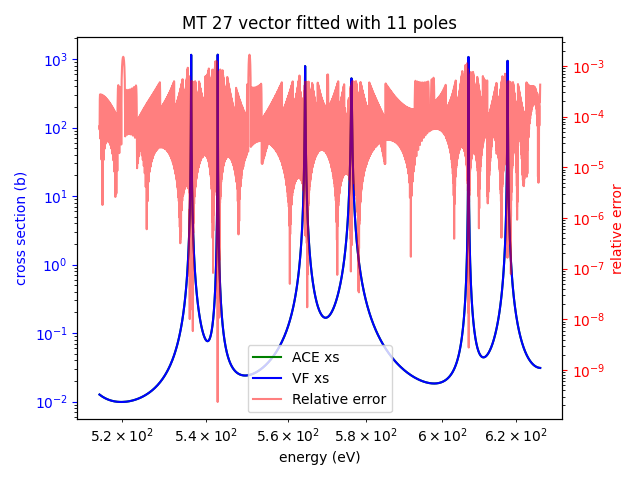 MT 27 vector fitted with 11 poles
cross section (b)
10³
10²
10¹
10⁰
10⁻¹
10⁻²
10⁻³
10⁻⁴
10⁻⁵
10⁻⁶
10⁻⁷
10⁻⁸
10⁻⁹
relative error
ACE xs
VF xs
Relative error
5.2 × 10² 5.4 × 10² 5.6 × 10² 5.8 × 10² 6 × 10² 6.2 × 10²
energy (eV)